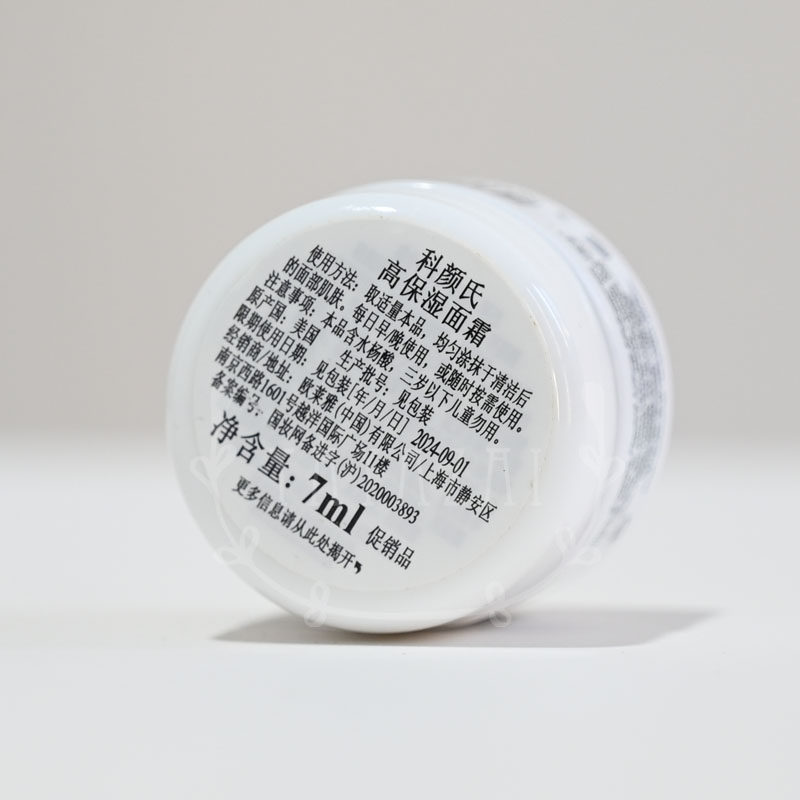 科颜氏
高保湿面霜
使用方法：取适量本品，均匀涂抹于清洁后
的面部肌肤。每日早/晚使用，或随时按需使用。
注意事项：本品含水杨酸，三岁以下儿童勿用。
原产国：美国 生产批号：见包装
限期使用日期：见包装[年/月/日] 2024-09-01
经销商/地址：欧莱雅(中国)有限公司/上海市静安区
南京西路1601号越洋国际广场11楼
备案编号：国妆网备进字(沪)2020003893
净含量：7ml 促销品
更多信息请从此处揭开